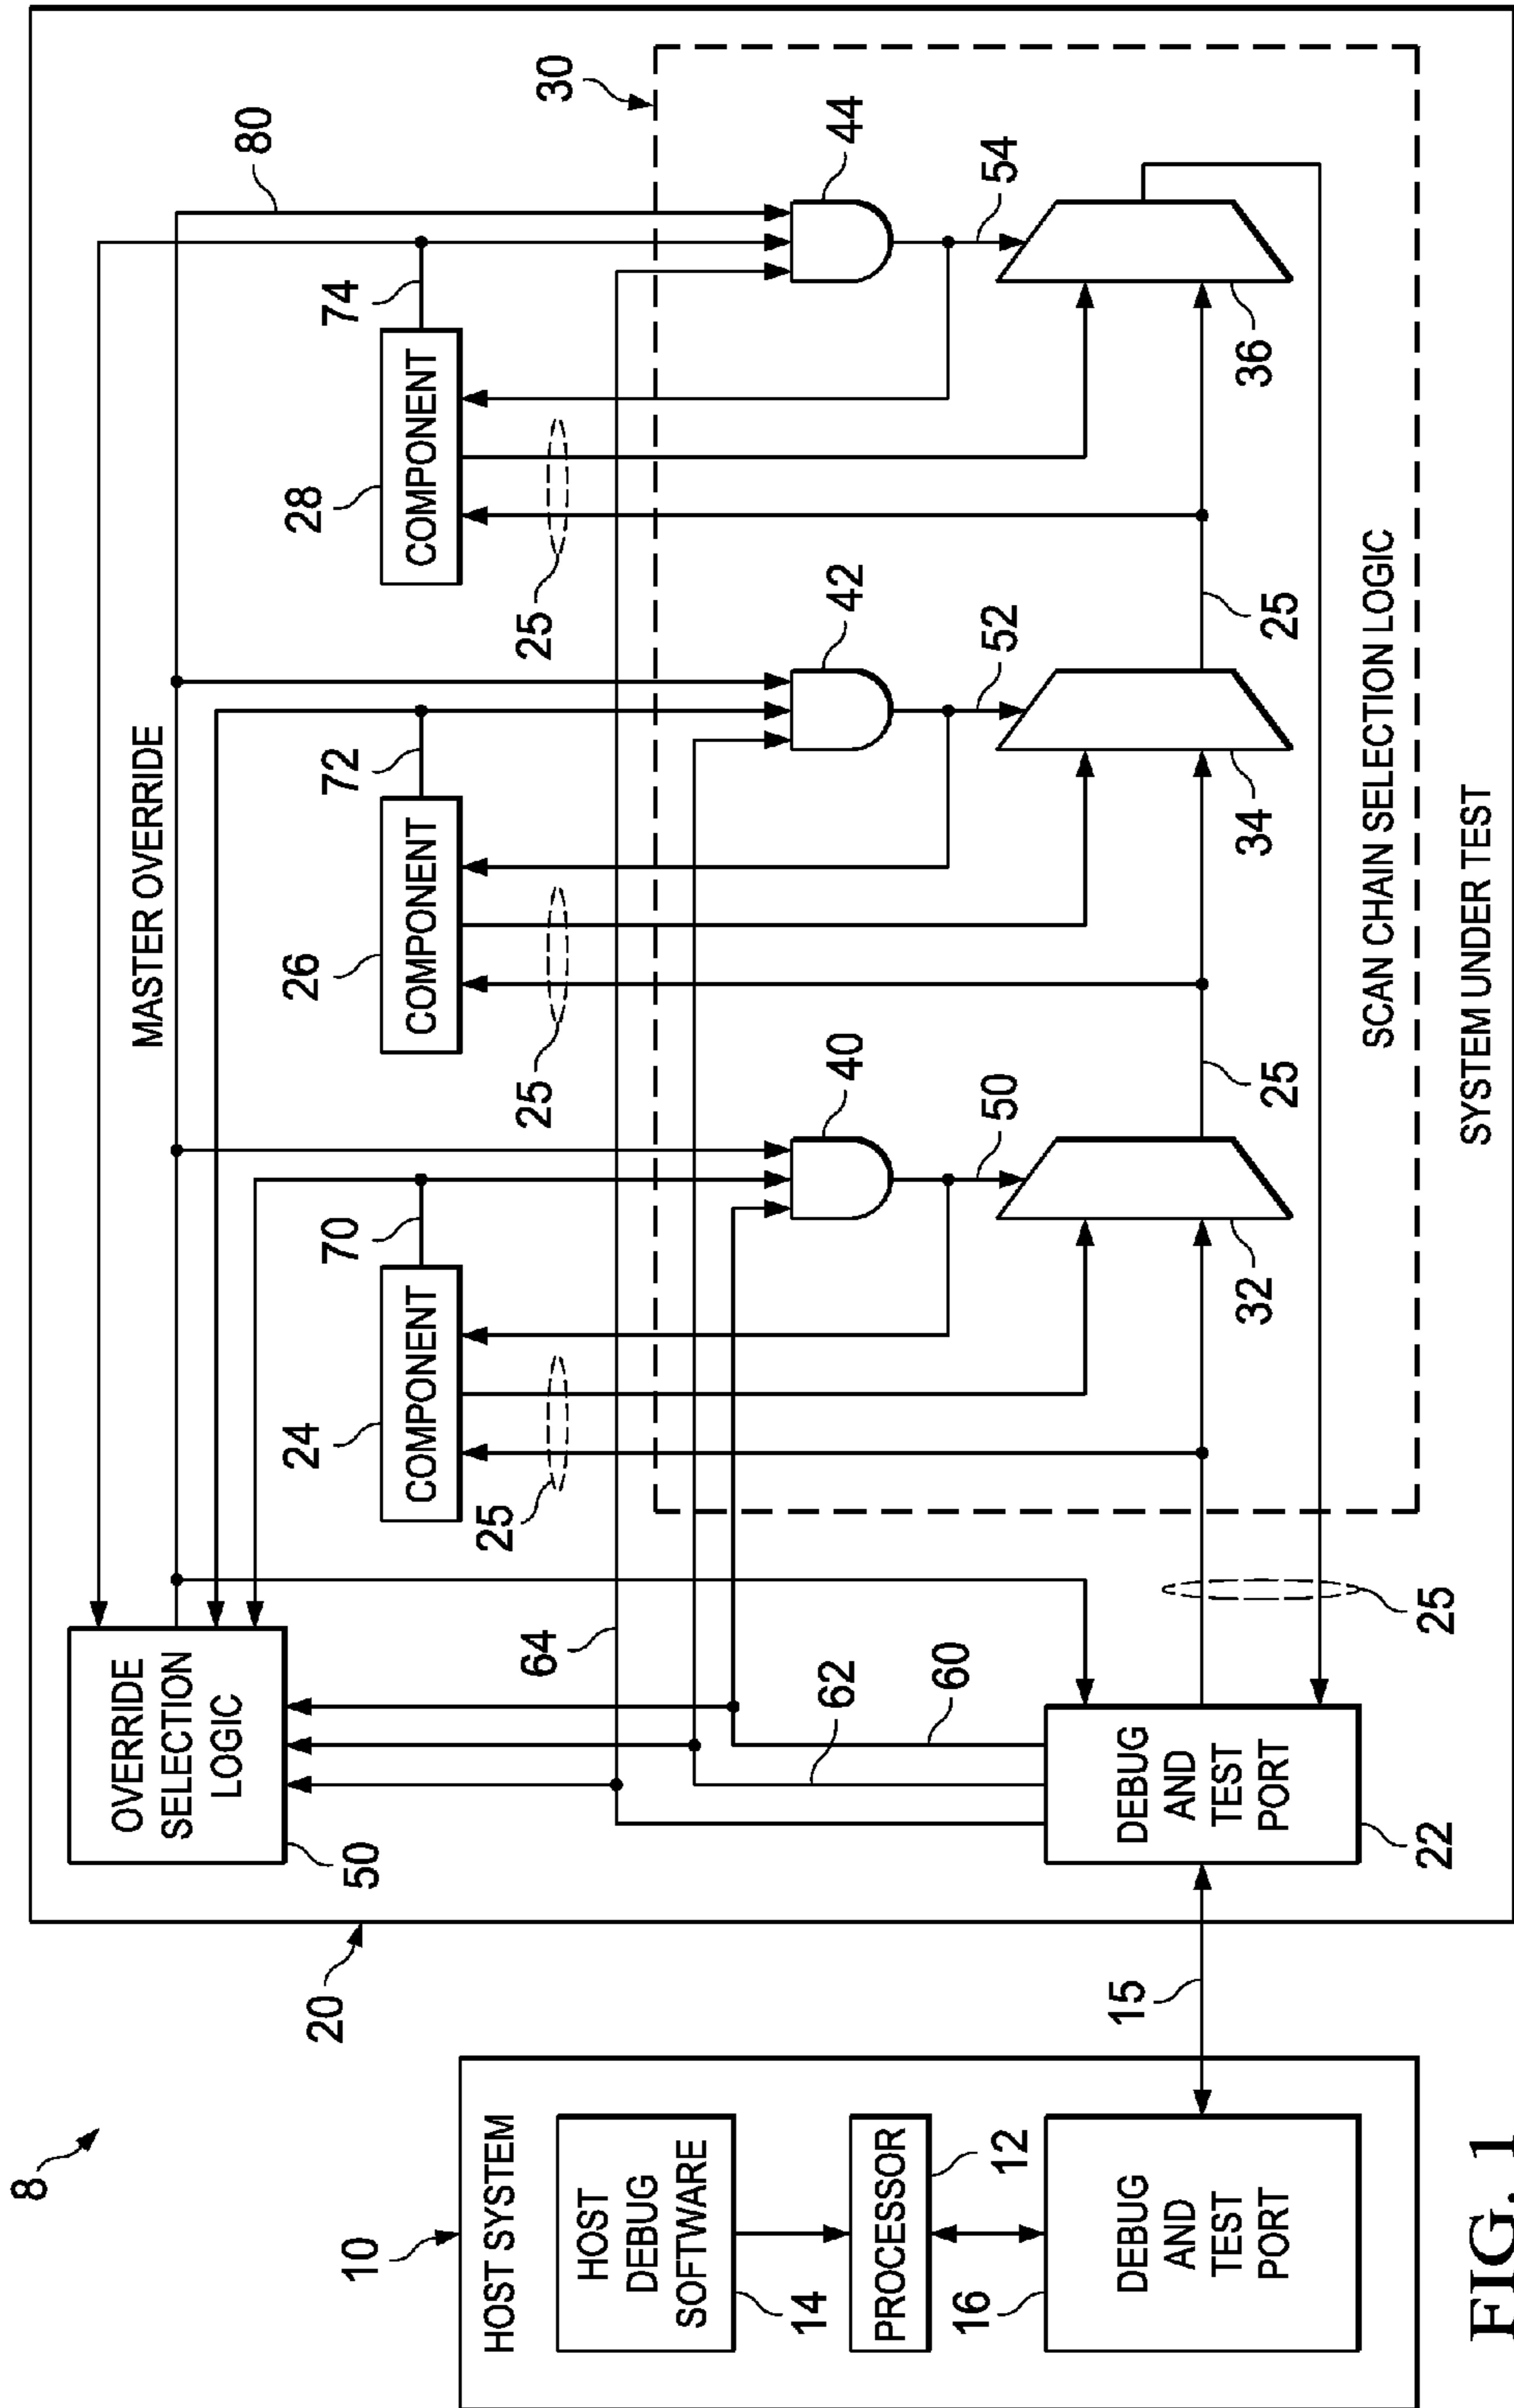 8
10
HOST SYSTEM
HOST
DEBUG
SOFTWARE
14
PROCESSOR
12
16
DEBUG
AND
TEST
PORT
15
20
OVERRIDE
SELECTION
LOGIC
50
64
62
60
DEBUG
AND
TEST
PORT
22
25
MASTER OVERRIDE
80
24
COMPONENT
70
25
26
COMPONENT
72
25
28
COMPONENT
74
25
30
40
50
32
25
42
52
34
25
44
54
36
SCAN CHAIN SELECTION LOGIC
SYSTEM UNDER TEST
FIG. 1